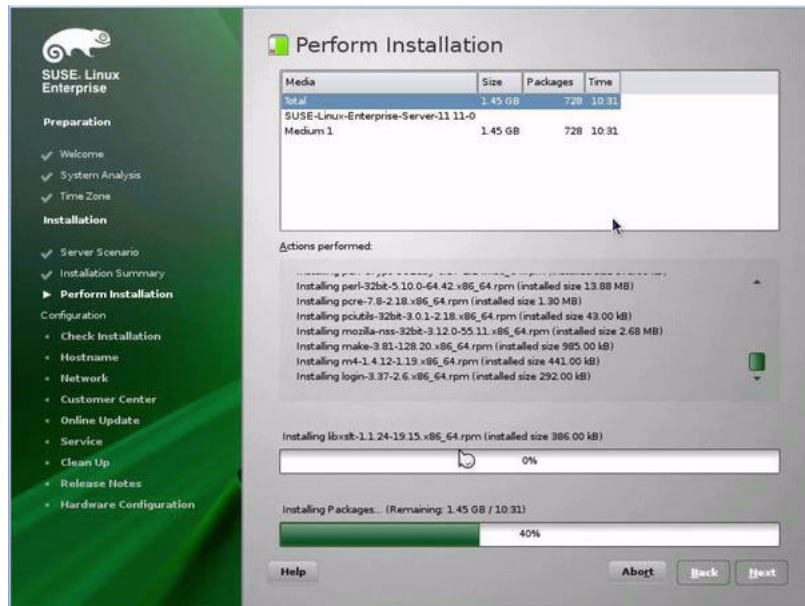 SUSE. Linux
Enterprise
Preparation
Welcome
System Analysis
Time Zone
Installation
Server Scenario
Installation Summary
Perform Installation
Configuration
Check Installation
Hostname
Network
Customer Center
Online Update
Service
Clean Up
Release Notes
Hardware Configuration
Perform Installation
Media Size Packages Time
Total 1.45 GB 728 10:31
SUSE-Linux-Enterprise-Server-11 11-0
Medium 1 1.45 GB 728 10:31
Actions performed:
Installing perl-32bit-5.10.0-64.42.x86_64.rpm (installed size 13.88 MB)
Installing pcre-7.8-2.18.x86_64.rpm (installed size 1.30 MB)
Installing pciutils-32bit-3.0.1-2.18.x86_64.rpm (installed size 43.00 kB)
Installing mozilla-nss-32bit-3.12.0-55.11.x86_64.rpm (installed size 2.68 MB)
Installing make-3.81-128.20.x86_64.rpm (installed size 985.00 kB)
Installing m4-1.4.12-1.19.x86_64.rpm (installed size 441.00 kB)
Installing login-3.37-2.6.x86_64.rpm (installed size 292.00 kB)
Installing libxslt-1.1.24-19.15.x86_64.rpm (installed size 386.00 kB)
0%
Installing Packages... (Remaining: 1.45 GB / 10:31)
40%
Help Abort Back Next